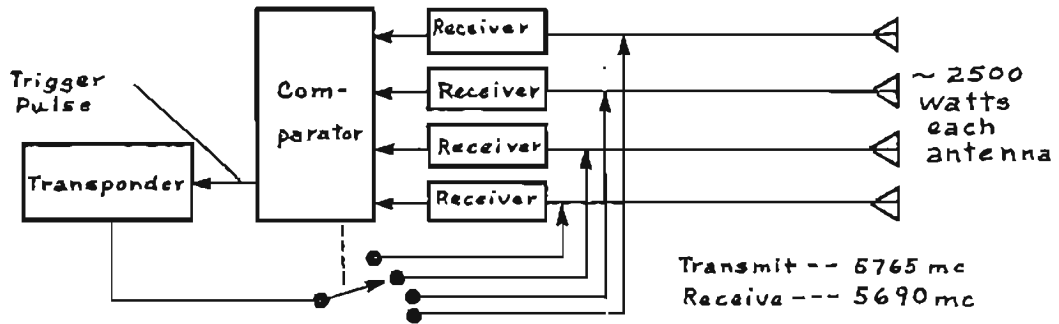 Receiver
Trigger
Pulse
Com-
parator
Receiver
~ 2500
watts
each
antenna
Receiver
Transponder
Receiver
Transmit -- 5765 mc
Receive --- 5690 mc